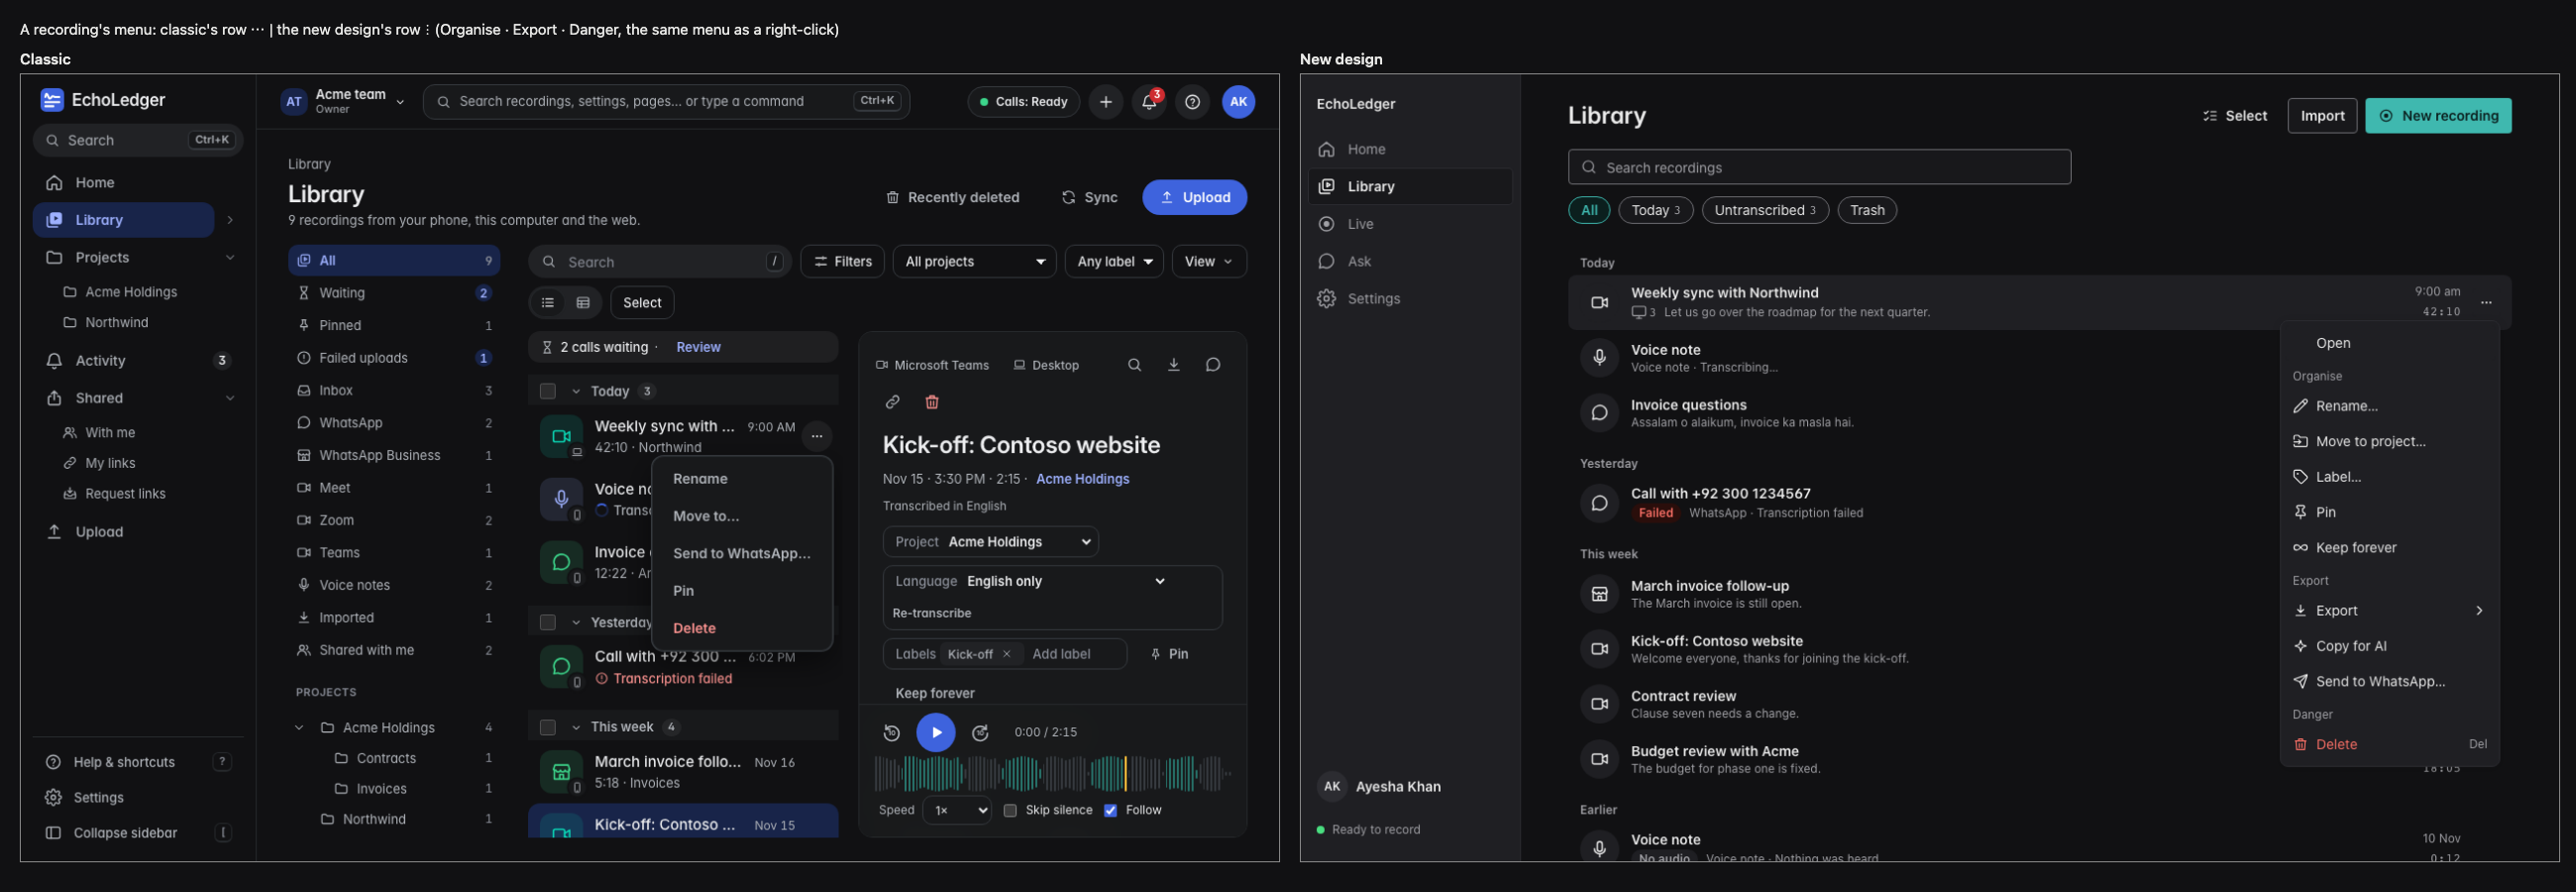 A recording's menu: classic's row ··· | the new design's row ⋮ (Organise · Export · Danger, the same menu as a right-click)
Classic
EchoLedger
Search Ctrl+K
Home
Library
Projects
Acme Holdings
Northwind
Activity 3
Shared
With me
My links
Request links
Upload
Help & shortcuts ?
Settings
Collapse sidebar [
AT Acme team
Owner
Search recordings, settings, pages... or type a command Ctrl+K
Calls: Ready
3
AK
Library
Library
9 recordings from your phone, this computer and the web.
Recently deleted
Sync
Upload
All 9
Waiting 2
Pinned 1
Failed uploads 1
Inbox 3
WhatsApp 2
WhatsApp Business 1
Meet 1
Zoom 2
Teams 1
Voice notes 2
Imported 1
Shared with me 2
PROJECTS
Acme Holdings 4
Contracts 1
Invoices 1
Northwind 1
Search /
Filters
All projects
Any label
View
Select
2 calls waiting · Review
Today 3
Weekly sync with ... 9:00 AM
42:10 · Northwind
Voice no
Transc
Invoice
12:22 · Ar
Rename
Move to...
Send to WhatsApp...
Pin
Delete
Yesterday
Call with +92 300 ... 6:02 PM
Transcription failed
This week 4
March invoice follo... Nov 16
5:18 · Invoices
Kick-off: Contoso ... Nov 15
Microsoft Teams Desktop
Kick-off: Contoso website
Nov 15 · 3:30 PM · 2:15 · Acme Holdings
Transcribed in English
Project Acme Holdings
Language English only
Re-transcribe
Labels Kick-off × Add label Pin
Keep forever
10 10 0:00 / 2:15
Speed 1× Skip silence Follow
New design
EchoLedger
Home
Library
Live
Ask
Settings
AK Ayesha Khan
Ready to record
Library
Select
Import
New recording
Search recordings
All
Today 3
Untranscribed 3
Trash
Today
Weekly sync with Northwind 9:00 am
3 Let us go over the roadmap for the next quarter. 42:10
Voice note
Voice note · Transcribing...
Invoice questions
Assalam o alaikum, invoice ka masla hai.
Yesterday
Call with +92 300 1234567
Failed WhatsApp · Transcription failed
This week
March invoice follow-up
The March invoice is still open.
Kick-off: Contoso website
Welcome everyone, thanks for joining the kick-off.
Contract review
Clause seven needs a change.
Budget review with Acme
The budget for phase one is fixed.
18:05
Earlier
Voice note 10 Nov
No audio Voice note · Nothing was heard 0:12
Open
Organise
Rename...
Move to project...
Label...
Pin
Keep forever
Export
Export
Copy for AI
Send to WhatsApp...
Danger
Delete Del